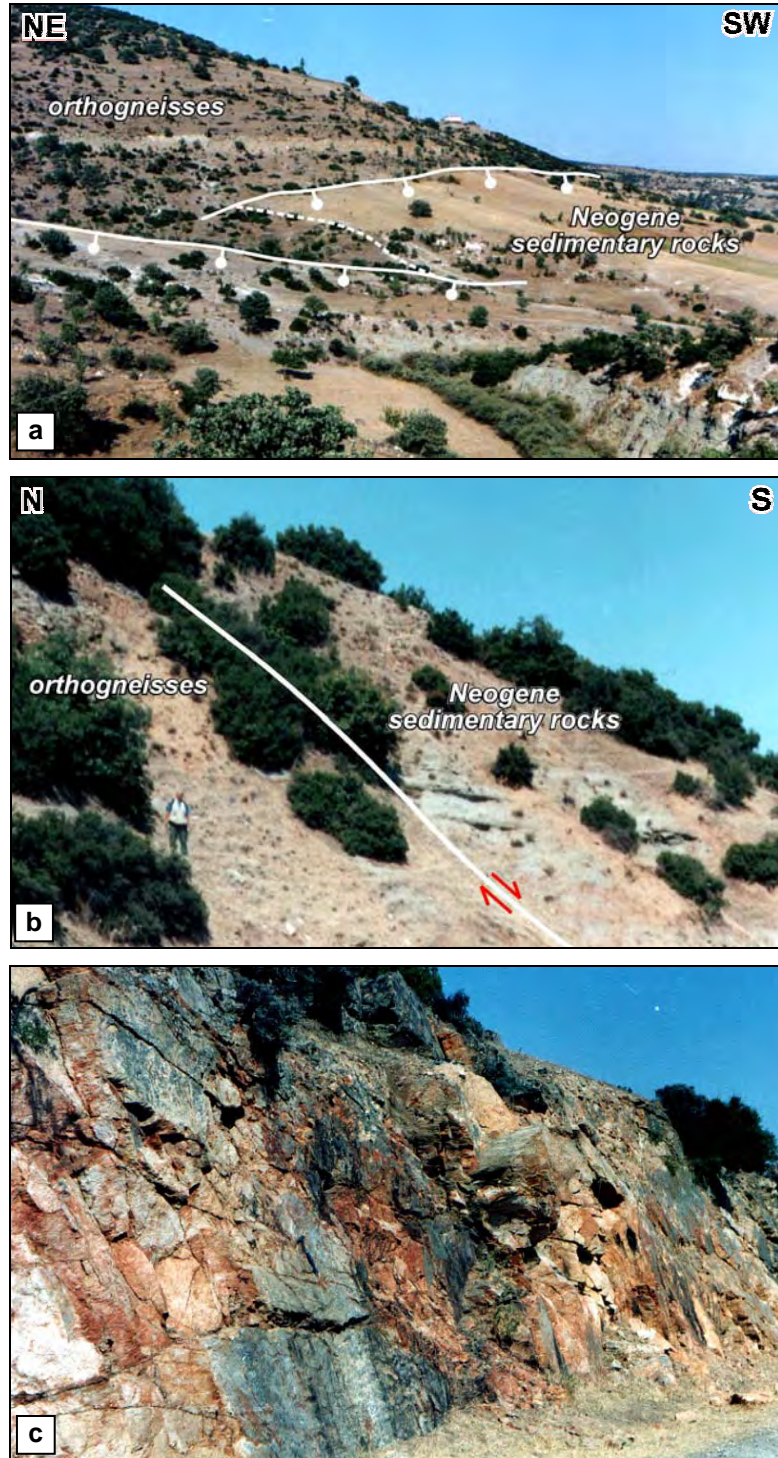 NE
SW
orthogneisses
Neogene
sedimentary rocks
a
N
S
orthogneisses
Neogene
sedimentary rocks
b
c